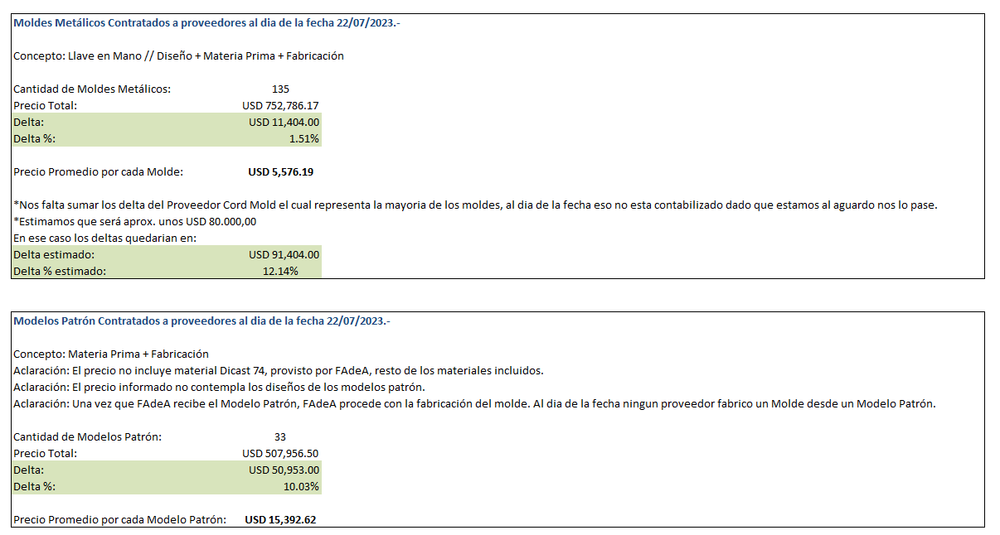 Moldes Metálicos Contratados a proveedores al dia de la fecha 22/07/2023.-
Concepto: Llave en Mano // Diseño + Materia Prima + Fabricación
Cantidad de Moldes Metálicos: 135
Precio Total: USD 752,786.17
Delta: USD 11,404.00
Delta %: 1.51%
Precio Promedio por cada Molde: USD 5,576.19
*Nos falta sumar los delta del Proveedor Cord Mold el cual representa la mayoria de los moldes, al dia de la fecha eso no esta contabilizado dado que estamos al aguardo nos lo pase.
*Estimamos que será aprox. unos USD 80.000,00
En ese caso los deltas quedarian en:
Delta estimado: USD 91,404.00
Delta % estimado: 12.14%
Modelos Patrón Contratados a proveedores al dia de la fecha 22/07/2023.-
Concepto: Materia Prima + Fabricación
Aclaración: El precio no incluye material Dicast 74, provisto por FAdeA, resto de los materiales incluidos.
Aclaración: El precio informado no contempla los diseños de los modelos patrón.
Aclaración: Una vez que FAdeA recibe el Modelo Patrón, FAdeA procede con la fabricación del molde. Al dia de la fecha ningun proveedor fabrico un Molde desde un Modelo Patrón.
Cantidad de Modelos Patrón: 33
Precio Total: USD 507,956.50
Delta: USD 50,953.00
Delta %: 10.03%
Precio Promedio por cada Modelo Patrón: USD 15,392.62